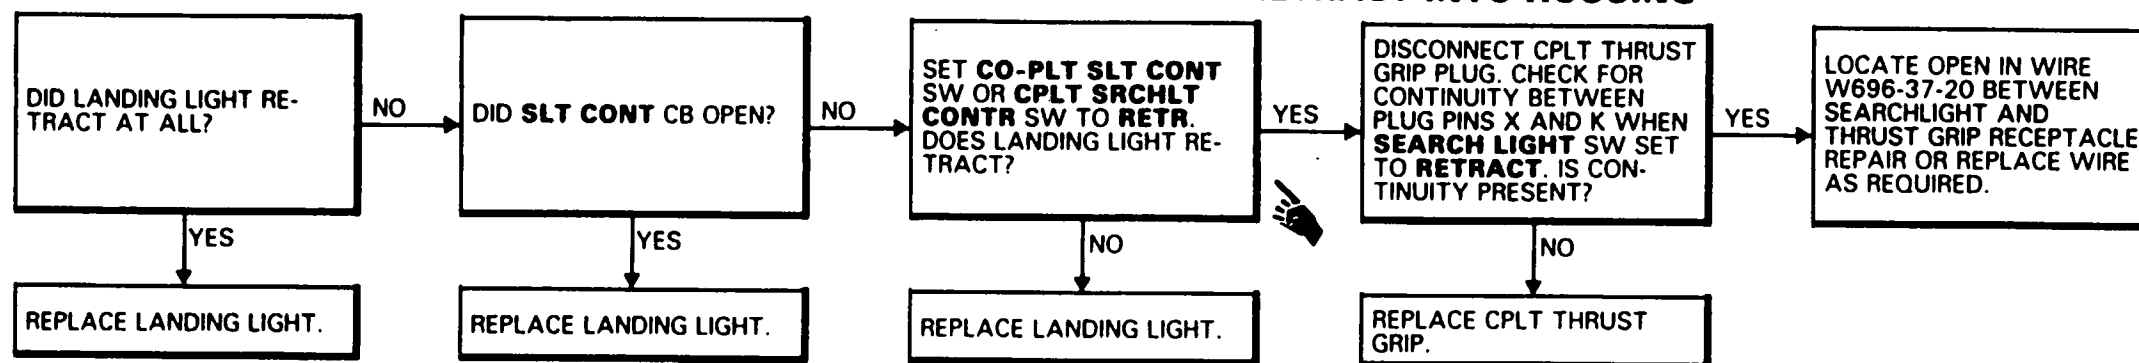 INTO HOUSING
DID LANDING LIGHT RE-
TRACT AT ALL?
NO
YES
REPLACE LANDING LIGHT.
DID SLT CONT CB OPEN?
NO
YES
REPLACE LANDING LIGHT.
SET CO-PLT SLT CONT
SW OR CPLT SRCHLT
CONTR SW TO RETR.
DOES LANDING LIGHT RE-
TRACT?
YES
NO
REPLACE LANDING LIGHT.
DISCONNECT CPLT THRUST
GRIP PLUG. CHECK FOR
CONTINUITY BETWEEN
PLUG PINS X AND K WHEN
SEARCH LIGHT SW SET
TO RETRACT. IS CON-
TINUITY PRESENT?
YES
NO
REPLACE CPLT THRUST
GRIP.
LOCATE OPEN IN WIRE
W696-37-20 BETWEEN
SEARCHLIGHT AND
THRUST GRIP RECEPTACLE
REPAIR OR REPLACE WIRE
AS REQUIRED.